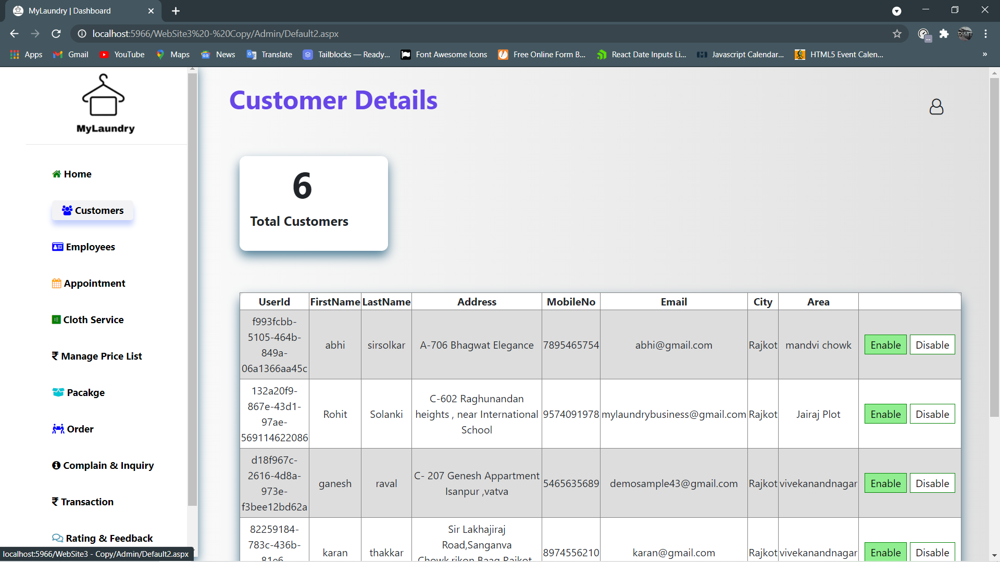 MyLaundry | Dashboard
localhost:5966/WebSite3%20-%20Copy/Admin/Default2.aspx
Apps Gmail YouTube Maps News Translate Tailblocks — Ready... Font Awesome Icons Free Online Form B... React Date Inputs Li... Javascript Calendar... HTML5 Event Calen... »
MyLaundry
Home
Customers
Employees
Appointment
Cloth Service
₹ Manage Price List
Pacakge
Order
Complain & Inquiry
₹ Transaction
Rating & Feedback
localhost:5966/WebSite3 - Copy/Admin/Default2.aspx
Customer Details
6
Total Customers
UserId FirstName LastName Address MobileNo Email City Area
f993fcbb-
5105-464b-
849a-
06a1366aa45c
abhi sirsolkar A-706 Bhagwat Elegance 7895465754 abhi@gmail.com Rajkot mandvi chowk Enable Disable
132a20f9-
867e-43d1-
97ae-
569114622086
Rohit Solanki
C-602 Raghunandan
heights , near International
School
9574091978 mylaundrybusiness@gmail.com Rajkot Jairaj Plot Enable Disable
d18f967c-
2616-4d8a-
973e-
f3bee12bd62a
ganesh raval
C- 207 Genesh Appartment
Isanpur ,vatva
5465635689 demosample43@gmail.com Rajkot vivekanandnagar Enable Disable
82259184-
783c-436b-
81e6-
karan thakkar
Sir Lakhajiraj
Road,Sanganva
Chowk,rikon Baag,Rajkot,
8974556210 karan@gmail.com Rajkot vivekanandnagar Enable Disable